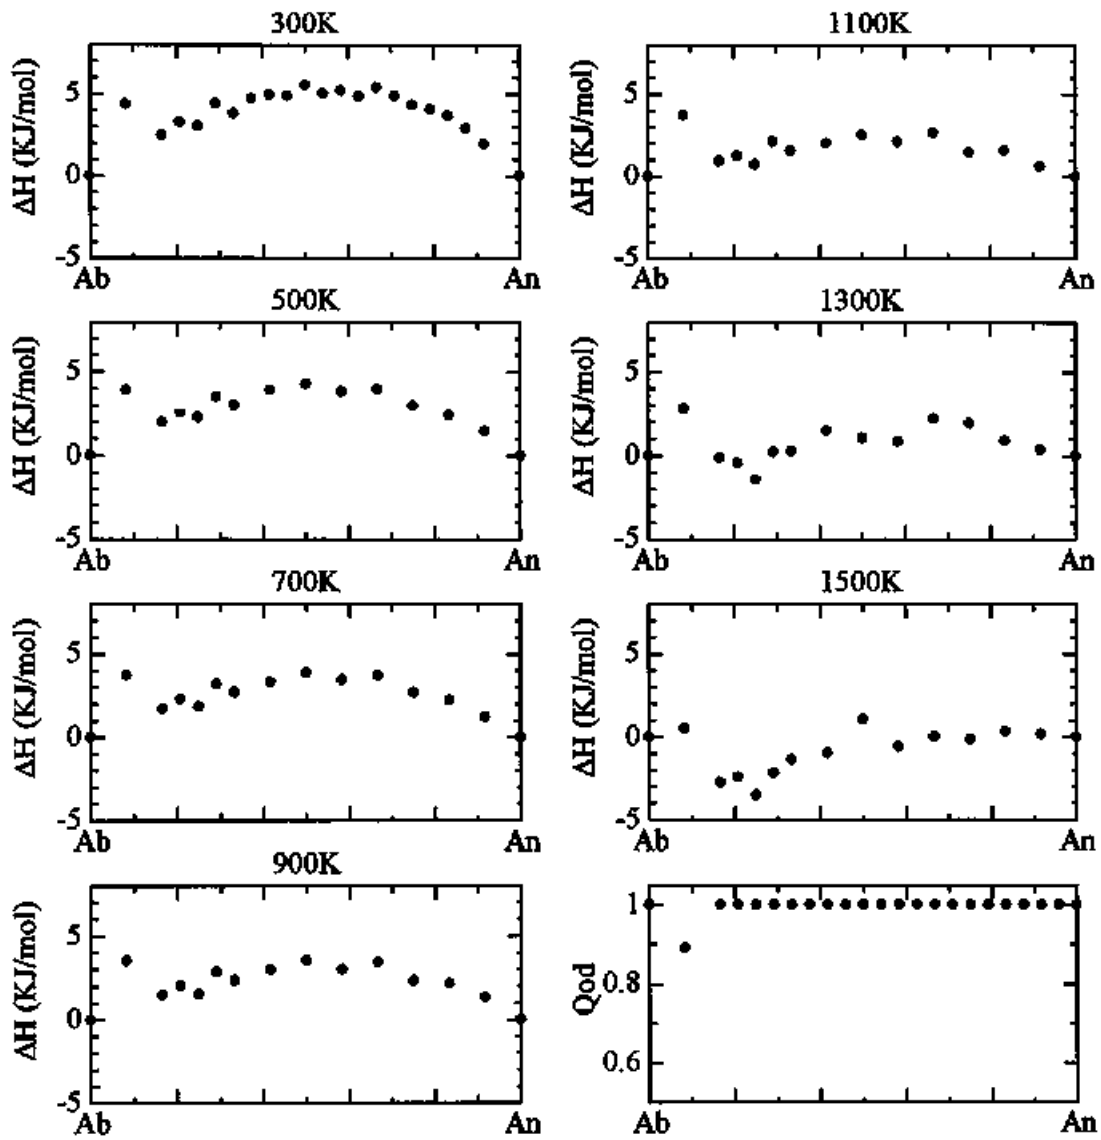 300K
ΔH (KJ/mol)
5
0
-5
Ab An
500K
ΔH (KJ/mol)
5
0
-5
Ab An
700K
ΔH (KJ/mol)
5
0
-5
Ab An
900K
ΔH (KJ/mol)
5
0
-5
Ab An
1100K
ΔH (KJ/mol)
5
0
-5
Ab An
1300K
ΔH (KJ/mol)
5
0
-5
Ab An
1500K
ΔH (KJ/mol)
5
0
-5
Ab An
Qod
1
0.8
0.6
Ab An